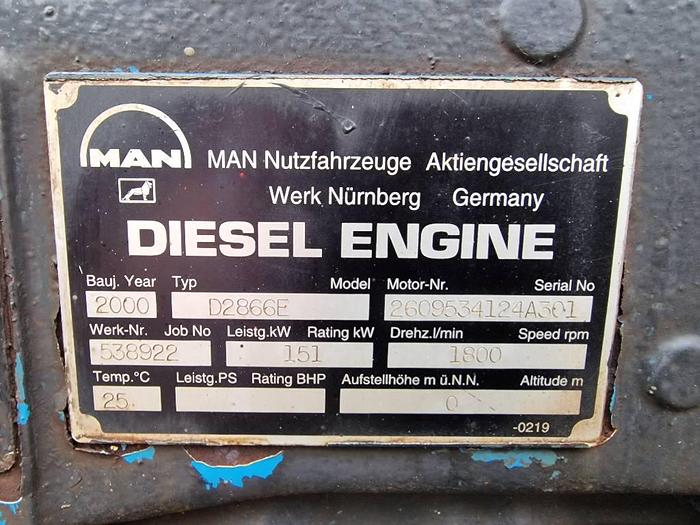 MAN
MAN Nutzfahrzeuge Aktiengesellschaft
Werk Nürnberg Germany
DIESEL ENGINE
Bauj. Year Typ Model Motor-Nr. Serial No
2000 D2866E 2609534124A301
Werk-Nr. Job No Leistg.kW Rating kW Drehz.l/min Speed rpm
538922 151 1800
Temp.°C Leistg.PS Rating BHP Aufstellhöhe m ü.N.N. Altitude m
25 0
-0219